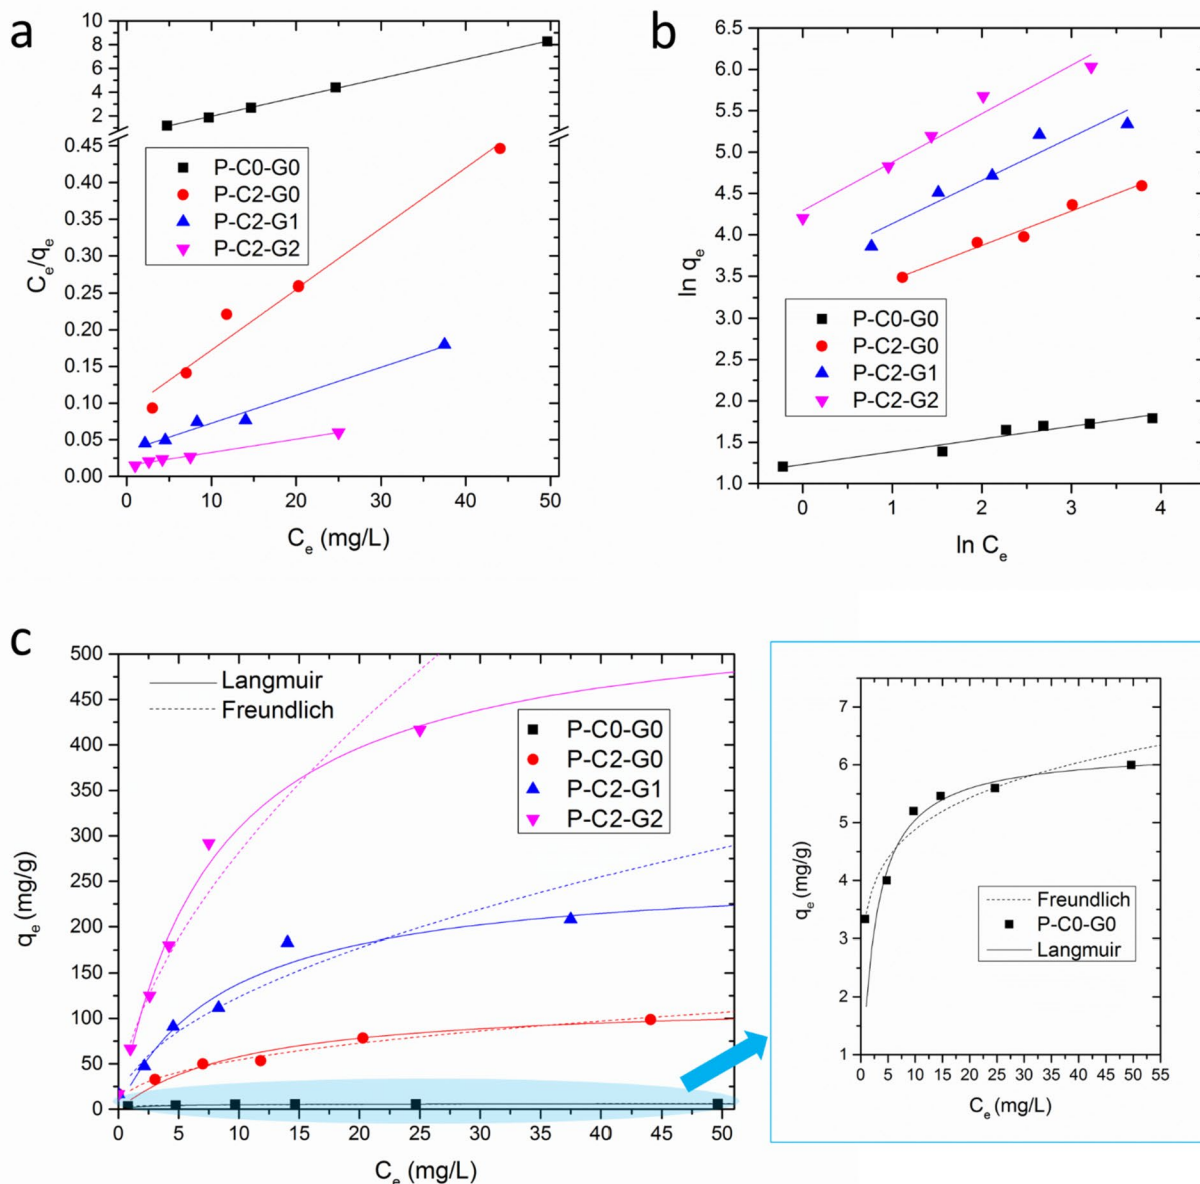 a
10
8
6
4
2
0.45
0.40
0.35
0.30
0.25
0.20
0.15
0.10
0.05
0.00
Ce/qe
P-C0-G0
P-C2-G0
P-C2-G1
P-C2-G2
0 10 20 30 40 50
Ce (mg/L)
b
6.5
6.0
5.5
5.0
4.5
4.0
3.5
3.0
2.5
2.0
1.5
1.0
ln qe
P-C0-G0
P-C2-G0
P-C2-G1
P-C2-G2
0 1 2 3 4
ln Ce
c
500
450
400
350
300
250
200
150
100
50
0
qe (mg/g)
Langmuir
Freundlich
P-C0-G0
P-C2-G0
P-C2-G1
P-C2-G2
0 5 10 15 20 25 30 35 40 45 50
Ce (mg/L)
7
6
5
4
3
2
1
qe (mg/g)
Freundlich
P-C0-G0
Langmuir
0 5 10 15 20 25 30 35 40 45 50 55
Ce (mg/L)